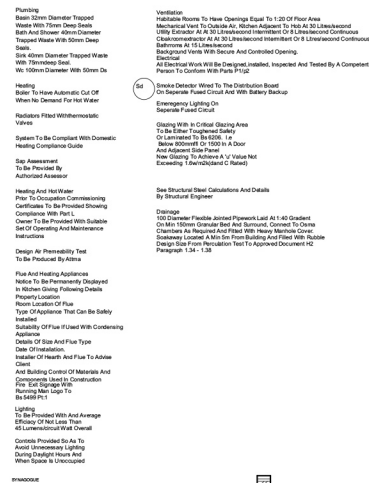 Plumbing
Basin 32mm Diameter Trapped
Waste With 75mm Deep Seals
Bath And Shower 40mm Diameter
Trapped Waste With 50mm Deep
Seals.
Sink 40mm Diameter Trapped Waste
With 75mmdeep Seal.
Wc 100mm Diameter With 50mm Ds
Heating
Boiler To Have Automatic Cut Off
When No Demand For Hot Water
Radiators Fitted Withthermostatic
Valves
System To Be Compliant With Domestic
Heating Compliance Guide
Sap Assessment
To Be Provided By
Authorized Assessor
Heating And Hot Water
Prior To Occupation Commissioning
Certificates To Be Provided Showing
Compliance With Part L
Owner To Be Provided With Suitable
Set Of Operating And Maintenance
Instructions
Design Air Premeability Test
To Be Produced By Attma
Flue And Heating Appliances
Notice To Be Permanently Displayed
In Kitchen Giving Following Details
Property Location
Room Location Of Flue
Type Of Appliance That Can Be Safely
Installed
Suitability Of Flue If Used With Condensing
Appliance
Details Of Size And Flue Type
Date Of Installation.
Installer Of Hearth And Flue To Advise
Client
And Building Control Of Materials And
Components Used In Construction
Fire Exit Signage With
Running Man Logo To
Bs 5499 Pt:1
Lighting
To Be Provided With And Average
Efficacy Of Not Less Than
45 Lumens/circuit Watt Overall
Controls Provided So As To
Avoid Unnecessary Lighting
During Daylight Hours And
When Space Is Unoccupied
SYNAGOGUE
Ventilation
Habitable Rooms To Have Openings Equal To 1:20 Of Floor Area
Mechanical Vent To Outside Air, Kitchen Adjacent To Hob At 30 Litres/second
Utility Extractor At At 30 Litres/second Intermittent Or 8 Litres/second Continuous
Cloakroomextractor At At 30 Litres/second Intermittent Or 8 Litres/second Continuous
Bathrooms At 15 Litres/second
Background Vents With Secure And Controlled Opening.
Electrical
All Electrical Work Will Be Designed,installed, Inspected And Tested By A Competent
Person To Conform With Parts P1/p2
Sd
Smoke Detector Wired To The Distribution Board
On Seperate Fused Circuit And With Battery Backup
Emeregency Lighting On
Seperate Fused Circuit
Glazing With In Critical Glazing Area
To Be Either Toughened Safety
Or Laminated To Bs 6206. I.e
Below 800mmffl Or 1500 In A Door
And Adjacent Side Panel
New Glazing To Achieve A 'u' Value Not
Exceeding 1.6w/m2k(dand C Rated)
See Structural Steel Calculations And Details
By Structural Engineer
Drainage
100 Diameter Flexible Jointed Pipework Laid At 1:40 Gradient
On Min 150mm Granular Bed And Surround, Connect To Osma
Chambers As Required And Fitted With Heavy Manhole Cover.
Soakaway Located A Min 5m From Building And Filled With Rubble
Design Size From Perculation Test To Approved Document H2
Paragraph 1.34 - 1.38